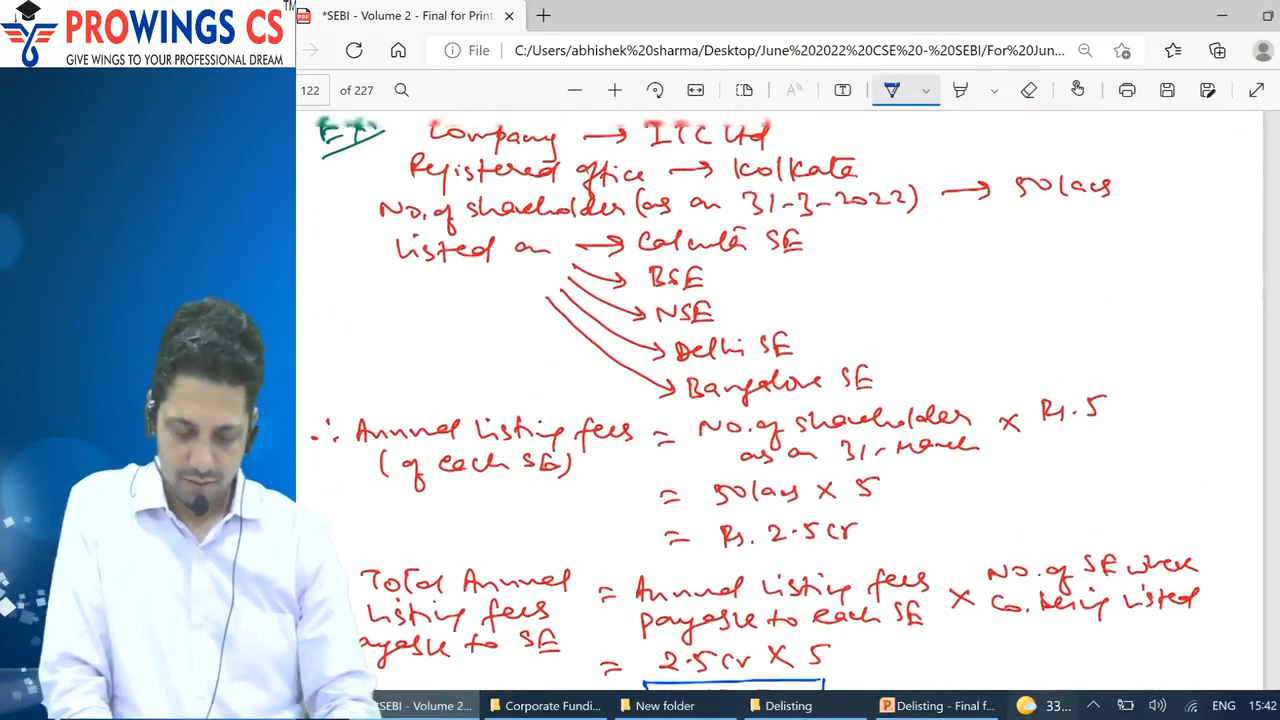 PROWINGS CS™
GIVE WINGS TO YOUR PROFESSIONAL DREAM
*SEBI - Volume 2 - Final for Print.
File
C:/Users/abhishek%20sharma/Desktop/June%202022%20CSE%20-%20SEBI/For%20Jun...
122 of 227
Company → ITC Ltd
Registered office → Kolkata
No. of shareholder (as on 31-3-2022) → 50 lacs
Listed on → Calcutta SE
→ BSE
→ NSE
→ Delhi SE
→ Bangalore SE
∴ Annual Listing fees = No. of shareholder × Rs. 5
(of each SE) as on 31-March
= 50 lacs × 5
= Rs. 2.5 cr
Total Annual = Annual Listing fees × No. of SE where
Listing fees payable to each SE Co. being listed
ayable to SE
= 2.5 cr × 5
SEBI - Volume 2...
Corporate Fundi...
New folder
Delisting
Delisting - Final f...
33...
ENG
15:42